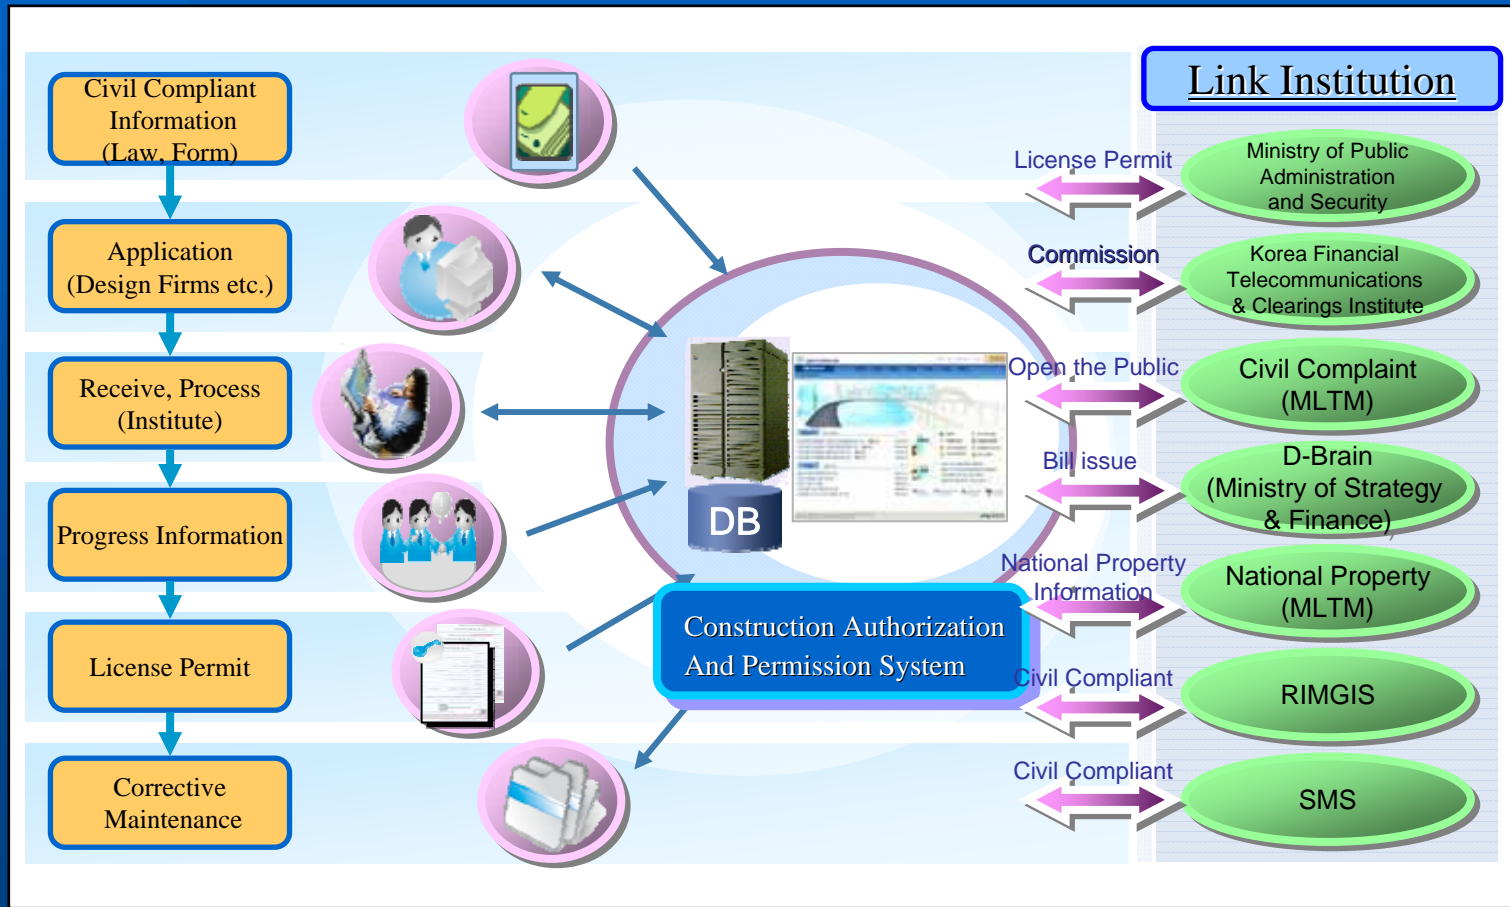 Civil Compliant
Information
(Law, Form)
Application
(Design Firms etc.)
Receive, Process
(Institute)
Progress Information
License Permit
Corrective
Maintenance
DB
Construction Authorization
And Permission System
Link Institution
License Permit
Ministry of Public
Administration
and Security
Commission
Korea Financial
Telecommunications
& Clearings Institute
Open the Public
Civil Complaint
(MLTM)
Bill issue
D-Brain
(Ministry of Strategy
& Finance)
National Property
Information
National Property
(MLTM)
Civil Compliant
RIMGIS
Civil Compliant
SMS